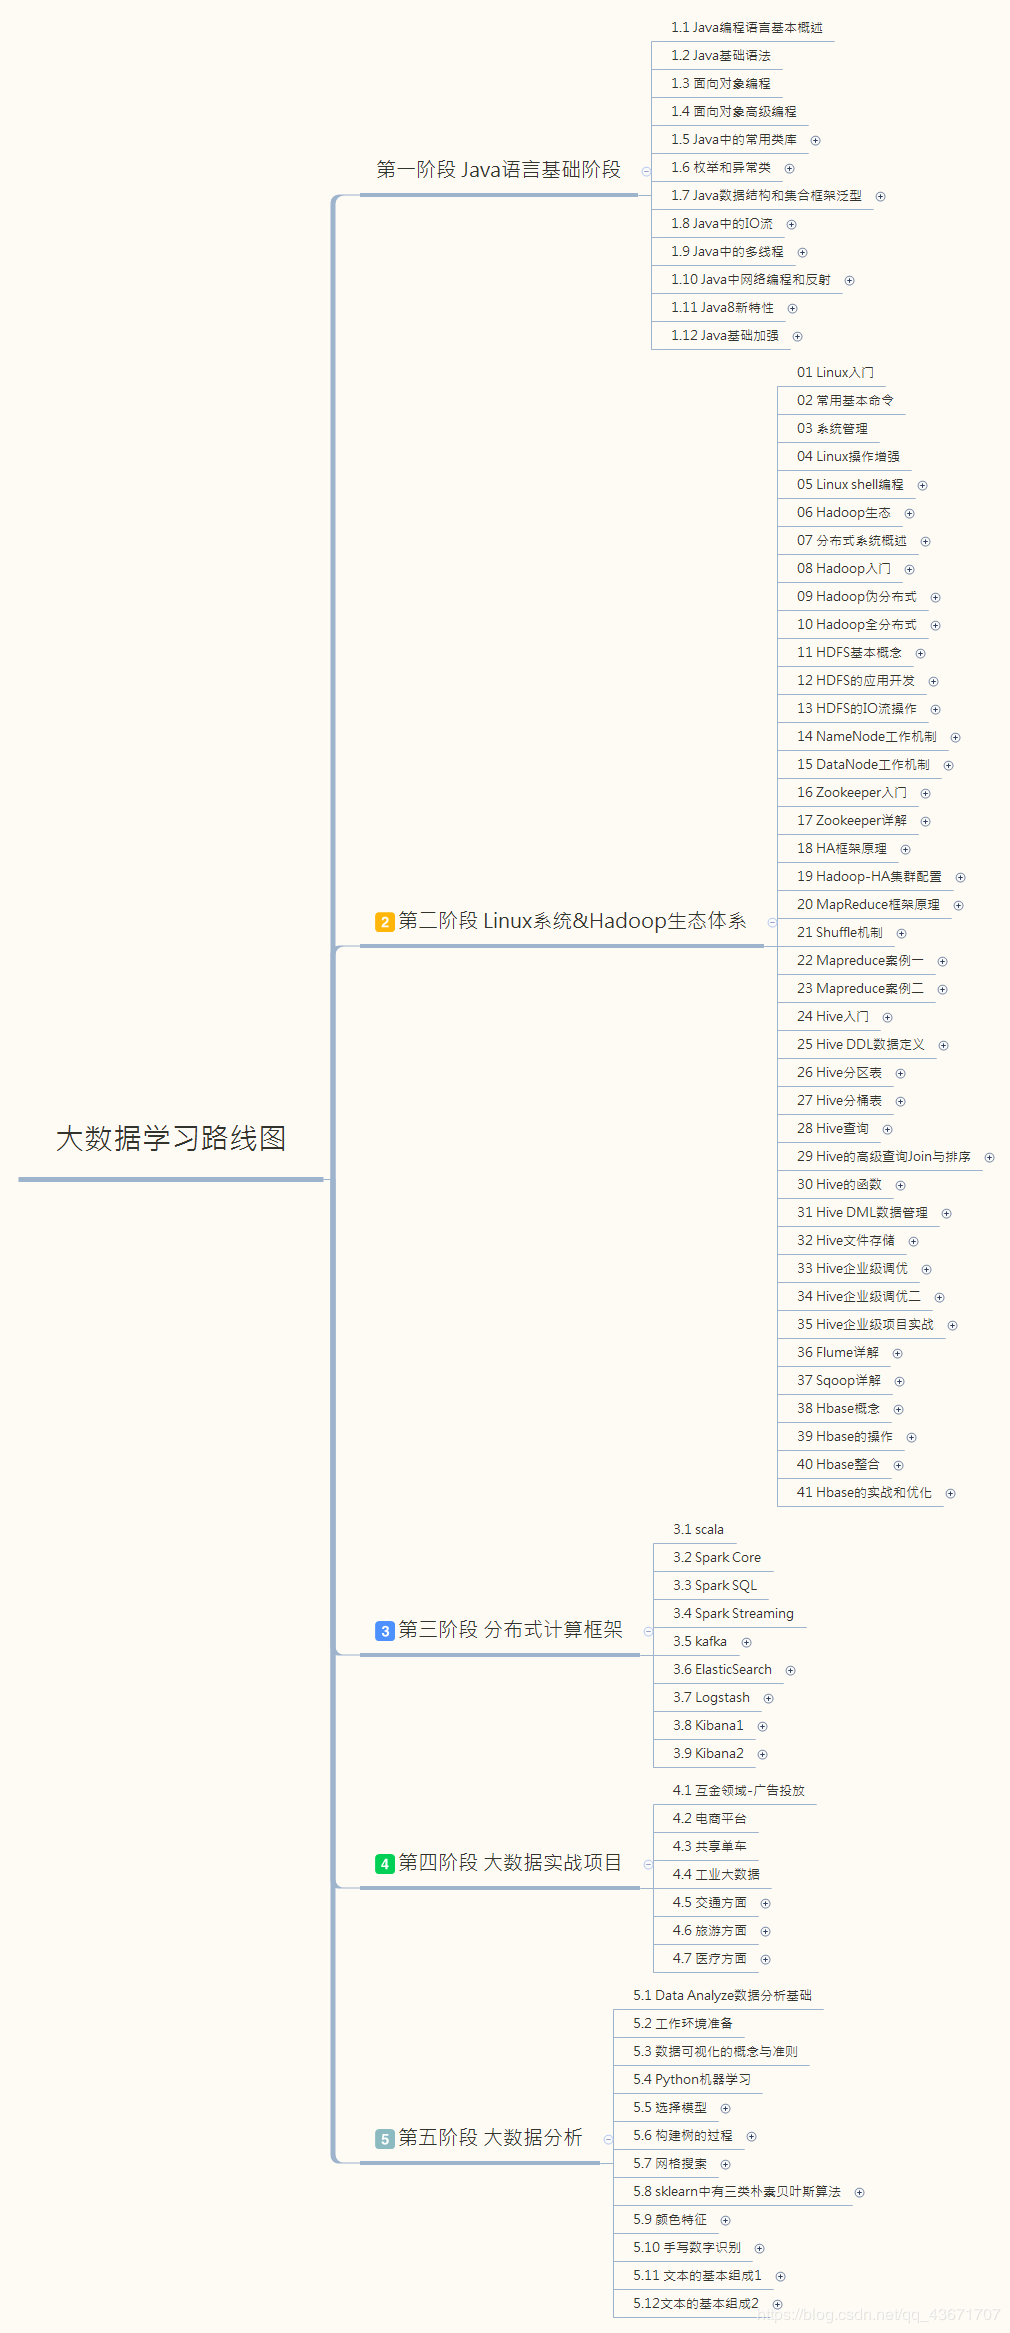 大数据学习路线图
第一阶段 Java语言基础阶段
1.1 Java编程语言基本概述
1.2 Java基础语法
1.3 面向对象编程
1.4 面向对象高级编程
1.5 Java中的常用类库
1.6 枚举和异常类
1.7 Java数据结构和集合框架泛型
1.8 Java中的IO流
1.9 Java中的多线程
1.10 Java中网络编程和反射
1.11 Java8新特性
1.12 Java基础加强
2 第二阶段 Linux系统&Hadoop生态体系
01 Linux入门
02 常用基本命令
03 系统管理
04 Linux操作增强
05 Linux shell编程
06 Hadoop生态
07 分布式系统概述
08 Hadoop入门
09 Hadoop伪分布式
10 Hadoop全分布式
11 HDFS基本概念
12 HDFS的应用开发
13 HDFS的IO流操作
14 NameNode工作机制
15 DataNode工作机制
16 Zookeeper入门
17 Zookeeper详解
18 HA框架原理
19 Hadoop-HA集群配置
20 MapReduce框架原理
21 Shuffle机制
22 Mapreduce案例一
23 Mapreduce案例二
24 Hive入门
25 Hive DDL数据定义
26 Hive分区表
27 Hive分桶表
28 Hive查询
29 Hive的高级查询Join与排序
30 Hive的函数
31 Hive DML数据管理
32 Hive文件存储
33 Hive企业级调优
34 Hive企业级调优二
35 Hive企业级项目实战
36 Flume详解
37 Sqoop详解
38 Hbase概念
39 Hbase的操作
40 Hbase整合
41 Hbase的实战和优化
3 第三阶段 分布式计算框架
3.1 scala
3.2 Spark Core
3.3 Spark SQL
3.4 Spark Streaming
3.5 kafka
3.6 ElasticSearch
3.7 Logstash
3.8 Kibana1
3.9 Kibana2
4 第四阶段 大数据实战项目
4.1 互金领域-广告投放
4.2 电商平台
4.3 共享单车
4.4 工业大数据
4.5 交通方面
4.6 旅游方面
4.7 医疗方面
5 第五阶段 大数据分析
5.1 Data Analyze数据分析基础
5.2 工作环境准备
5.3 数据可视化的概念与准则
5.4 Python机器学习
5.5 选择模型
5.6 构建树的过程
5.7 网格搜索
5.8 sklearn中有三类朴素贝叶斯算法
5.9 颜色特征
5.10 手写数字识别
5.11 文本的基本组成1
5.12文本的基本组成2
https://blog.csdn.net/qq_43671707